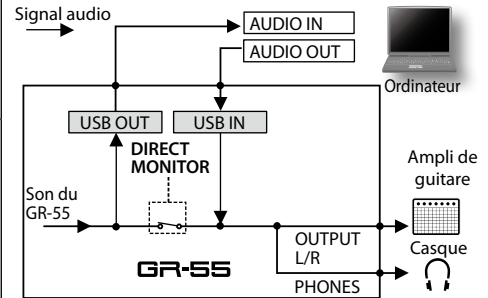 Signal audio
AUDIO IN
AUDIO OUT
Ordinateur
USB OUT
USB IN
DIRECT
MONITOR
Ampli de
guitare
Son du
GR-55
OUTPUT
L/R
Casque
GR-55
PHONES